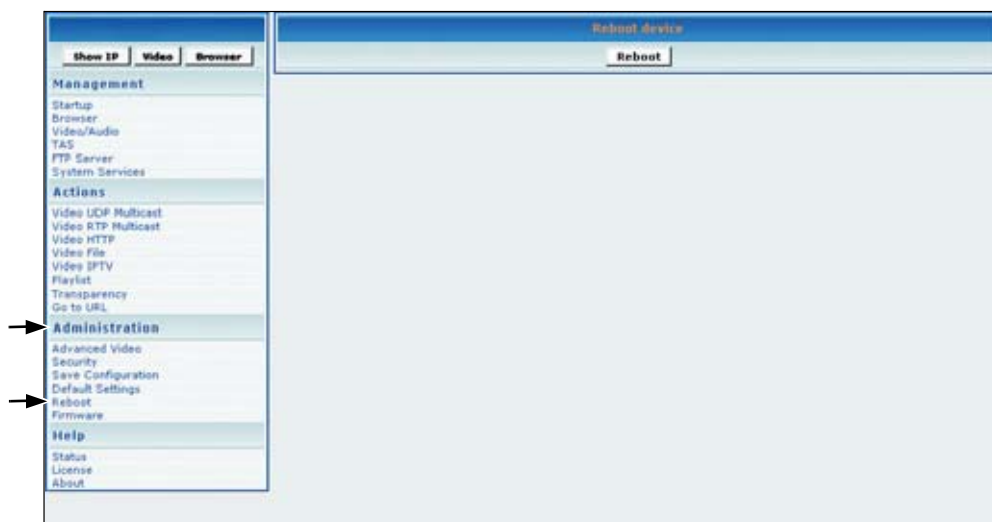 Reboot device
Show IP Video Browser
Reboot
Management
Startup
Browser
Video/Audio
TAS
FTP Server
System Services
Actions
Video UDP Multicast
Video RTP Multicast
Video HTTP
Video File
Video IPTV
Playlist
Transparency
Go to URL
Administration
Advanced Video
Security
Save Configuration
Default Settings
Reboot
Firmware
Help
Status
License
About